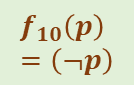 f₁₀(p)
= (¬p)